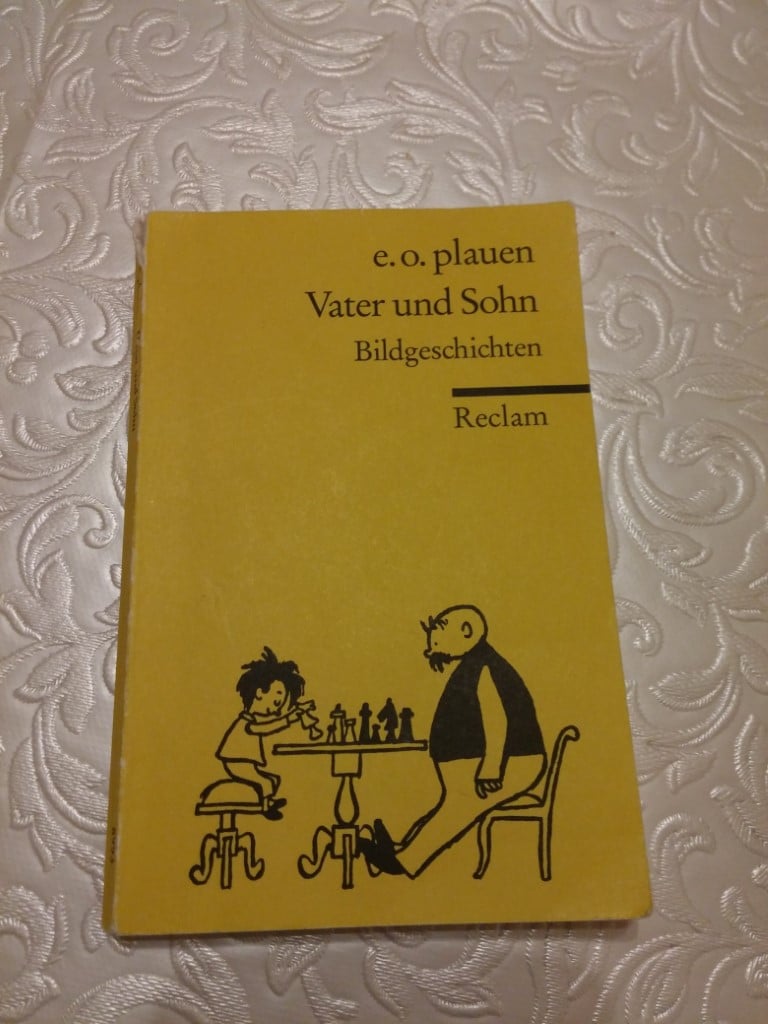 e. o. plauen
Vater und Sohn
Bildgeschichten
Reclam